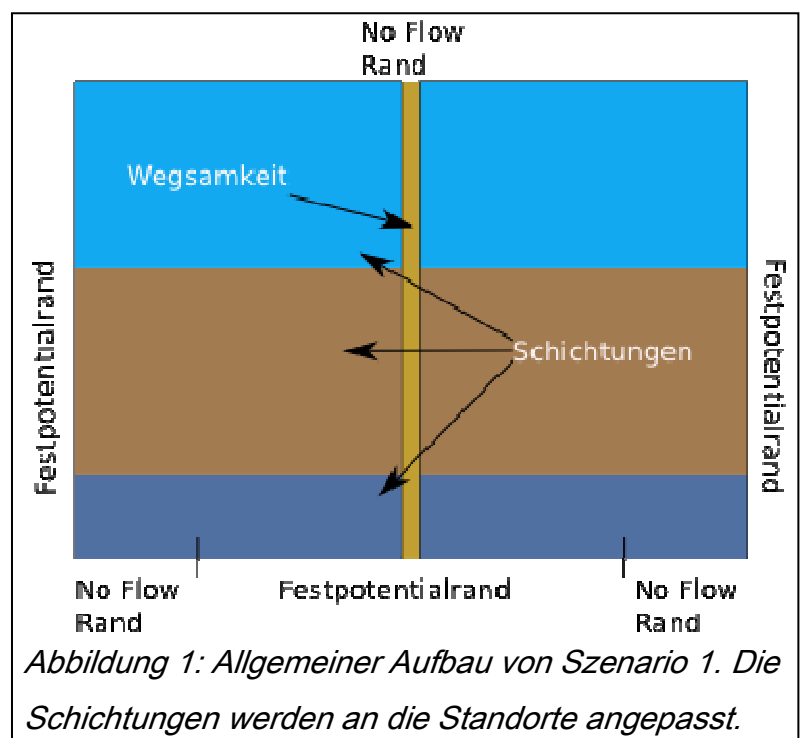 No Flow
Rand
Wegsamkeit
Festpotentialrand
Festpotentialrand
Schichtungen
No Flow
Rand
Festpotentialrand
No Flow
Rand
Abbildung 1: Allgemeiner Aufbau von Szenario 1. Die
Schichtungen werden an die Standorte angepasst.